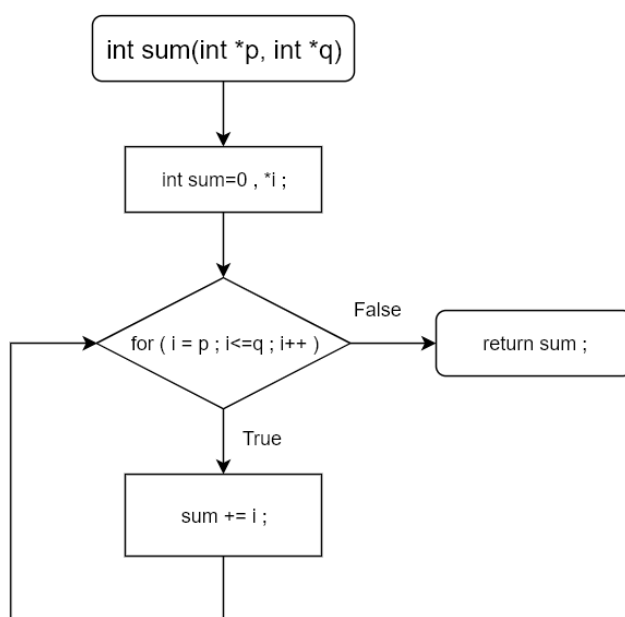 int sum(int *p, int *q)
int sum=0 , *i ;
for ( i = p ; i<=q ; i++ )
False
return sum ;
True
sum += i ;